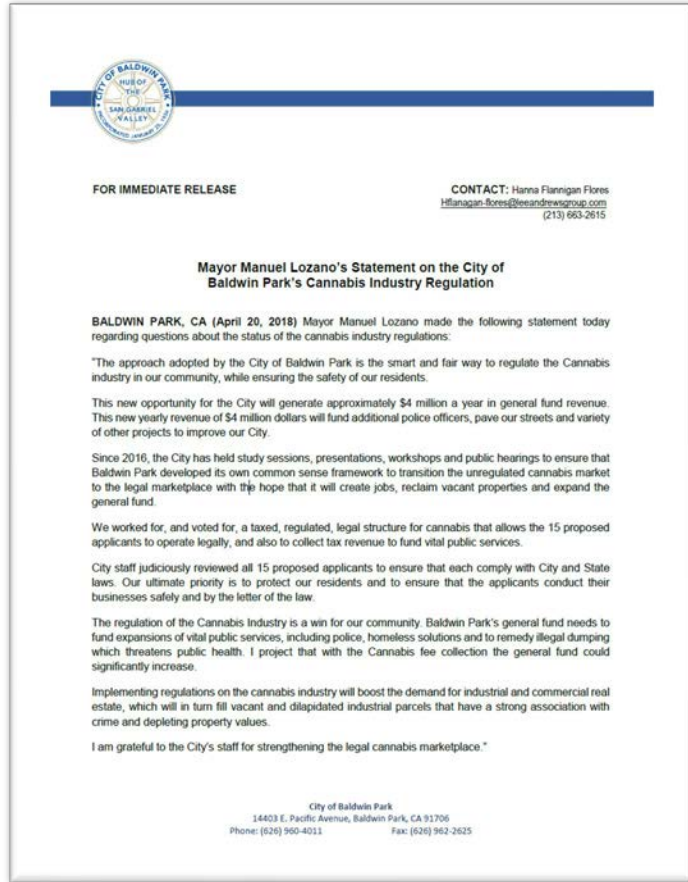 CITY OF BALDWIN PARK
HUB OF
THE
SAN GABRIEL
VALLEY
INCORPORATED JANUARY 25, 1956
FOR IMMEDIATE RELEASE
CONTACT: Hanna Flannigan Flores
Hflanagan-flores@leeandrewsgroup.com
(213) 663-2615
Mayor Manuel Lozano's Statement on the City of
Baldwin Park's Cannabis Industry Regulation
BALDWIN PARK, CA (April 20, 2018) Mayor Manuel Lozano made the following statement today
regarding questions about the status of the cannabis industry regulations:
"The approach adopted by the City of Baldwin Park is the smart and fair way to regulate the Cannabis
industry in our community, while ensuring the safety of our residents.
This new opportunity for the City will generate approximately $4 million a year in general fund revenue.
This new yearly revenue of $4 million dollars will fund additional police officers, pave our streets and variety
of other projects to improve our City.
Since 2016, the City has held study sessions, presentations, workshops and public hearings to ensure that
Baldwin Park developed its own common sense framework to transition the unregulated cannabis market
to the legal marketplace with the hope that it will create jobs, reclaim vacant properties and expand the
general fund.
We worked for, and voted for, a taxed, regulated, legal structure for cannabis that allows the 15 proposed
applicants to operate legally, and also to collect tax revenue to fund vital public services.
City staff judiciously reviewed all 15 proposed applicants to ensure that each comply with City and State
laws. Our ultimate priority is to protect our residents and to ensure that the applicants conduct their
businesses safely and by the letter of the law.
The regulation of the Cannabis Industry is a win for our community. Baldwin Park's general fund needs to
fund expansions of vital public services, including police, homeless solutions and to remedy illegal dumping
which threatens public health. I project that with the Cannabis fee collection the general fund could
significantly increase.
Implementing regulations on the cannabis industry will boost the demand for industrial and commercial real
estate, which will in turn fill vacant and dilapidated industrial parcels that have a strong association with
crime and depleting property values.
I am grateful to the City's staff for strengthening the legal cannabis marketplace."
City of Baldwin Park
14403 E. Pacific Avenue, Baldwin Park, CA 91706
Phone: (626) 960-4011 Fax: (626) 962-2625